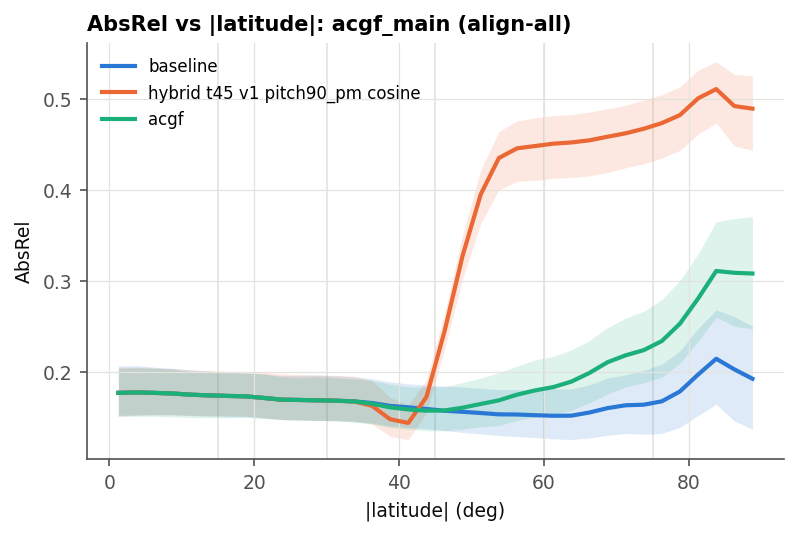 AbsRel vs |latitude|: acgf_main (align-all)
baseline
hybrid t45 v1 pitch90_pm cosine
acgf
AbsRel
0.5
0.4
0.3
0.2
0 20 40 60 80
|latitude| (deg)